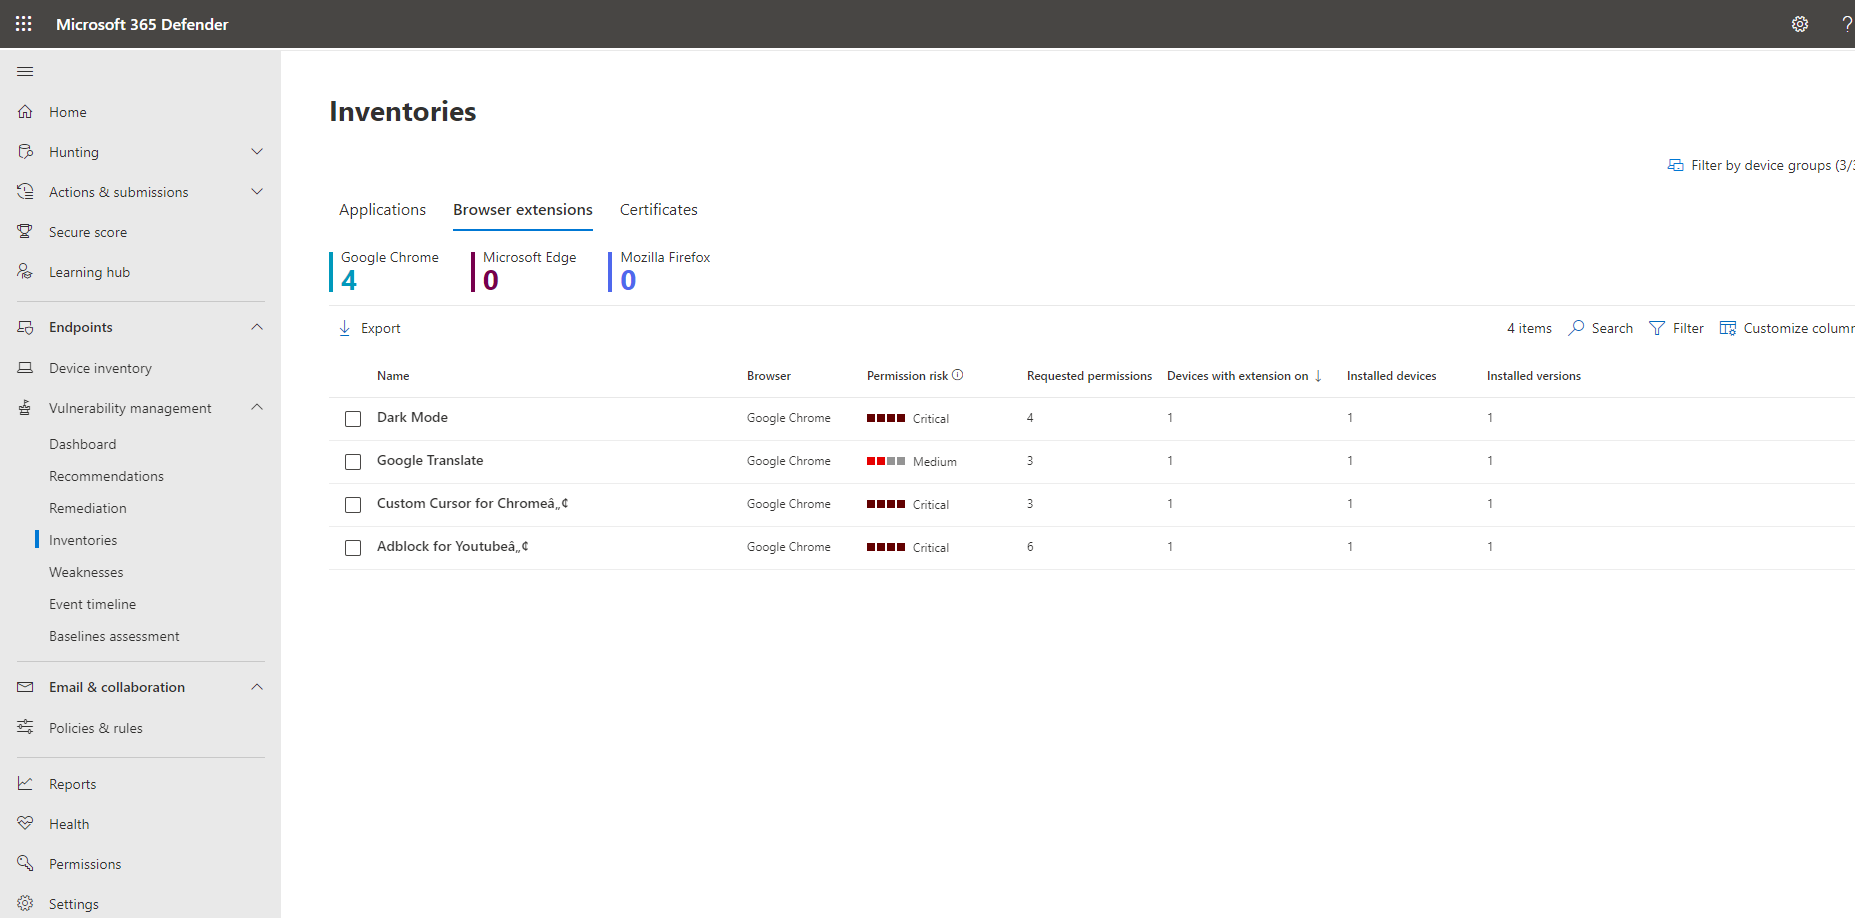 Microsoft 365 Defender
?
Home
Hunting
Actions & submissions
Secure score
Learning hub
Endpoints
Device inventory
Vulnerability management
Dashboard
Recommendations
Remediation
Inventories
Weaknesses
Event timeline
Baselines assessment
Email & collaboration
Policies & rules
Reports
Health
Permissions
Settings
Inventories
Filter by device groups (3/3
Applications Browser extensions Certificates
Google Chrome Microsoft Edge Mozilla Firefox
4 0 0
Export 4 items Search Filter Customize colum
Name Browser Permission risk Requested permissions Devices with extension on ↓ Installed devices Installed versions
Dark Mode Google Chrome Critical 4 1 1 1
Google Translate Google Chrome Medium 3 1 1 1
Custom Cursor for Chromeâ„¢ Google Chrome Critical 3 1 1 1
Adblock for Youtubeâ„¢ Google Chrome Critical 6 1 1 1